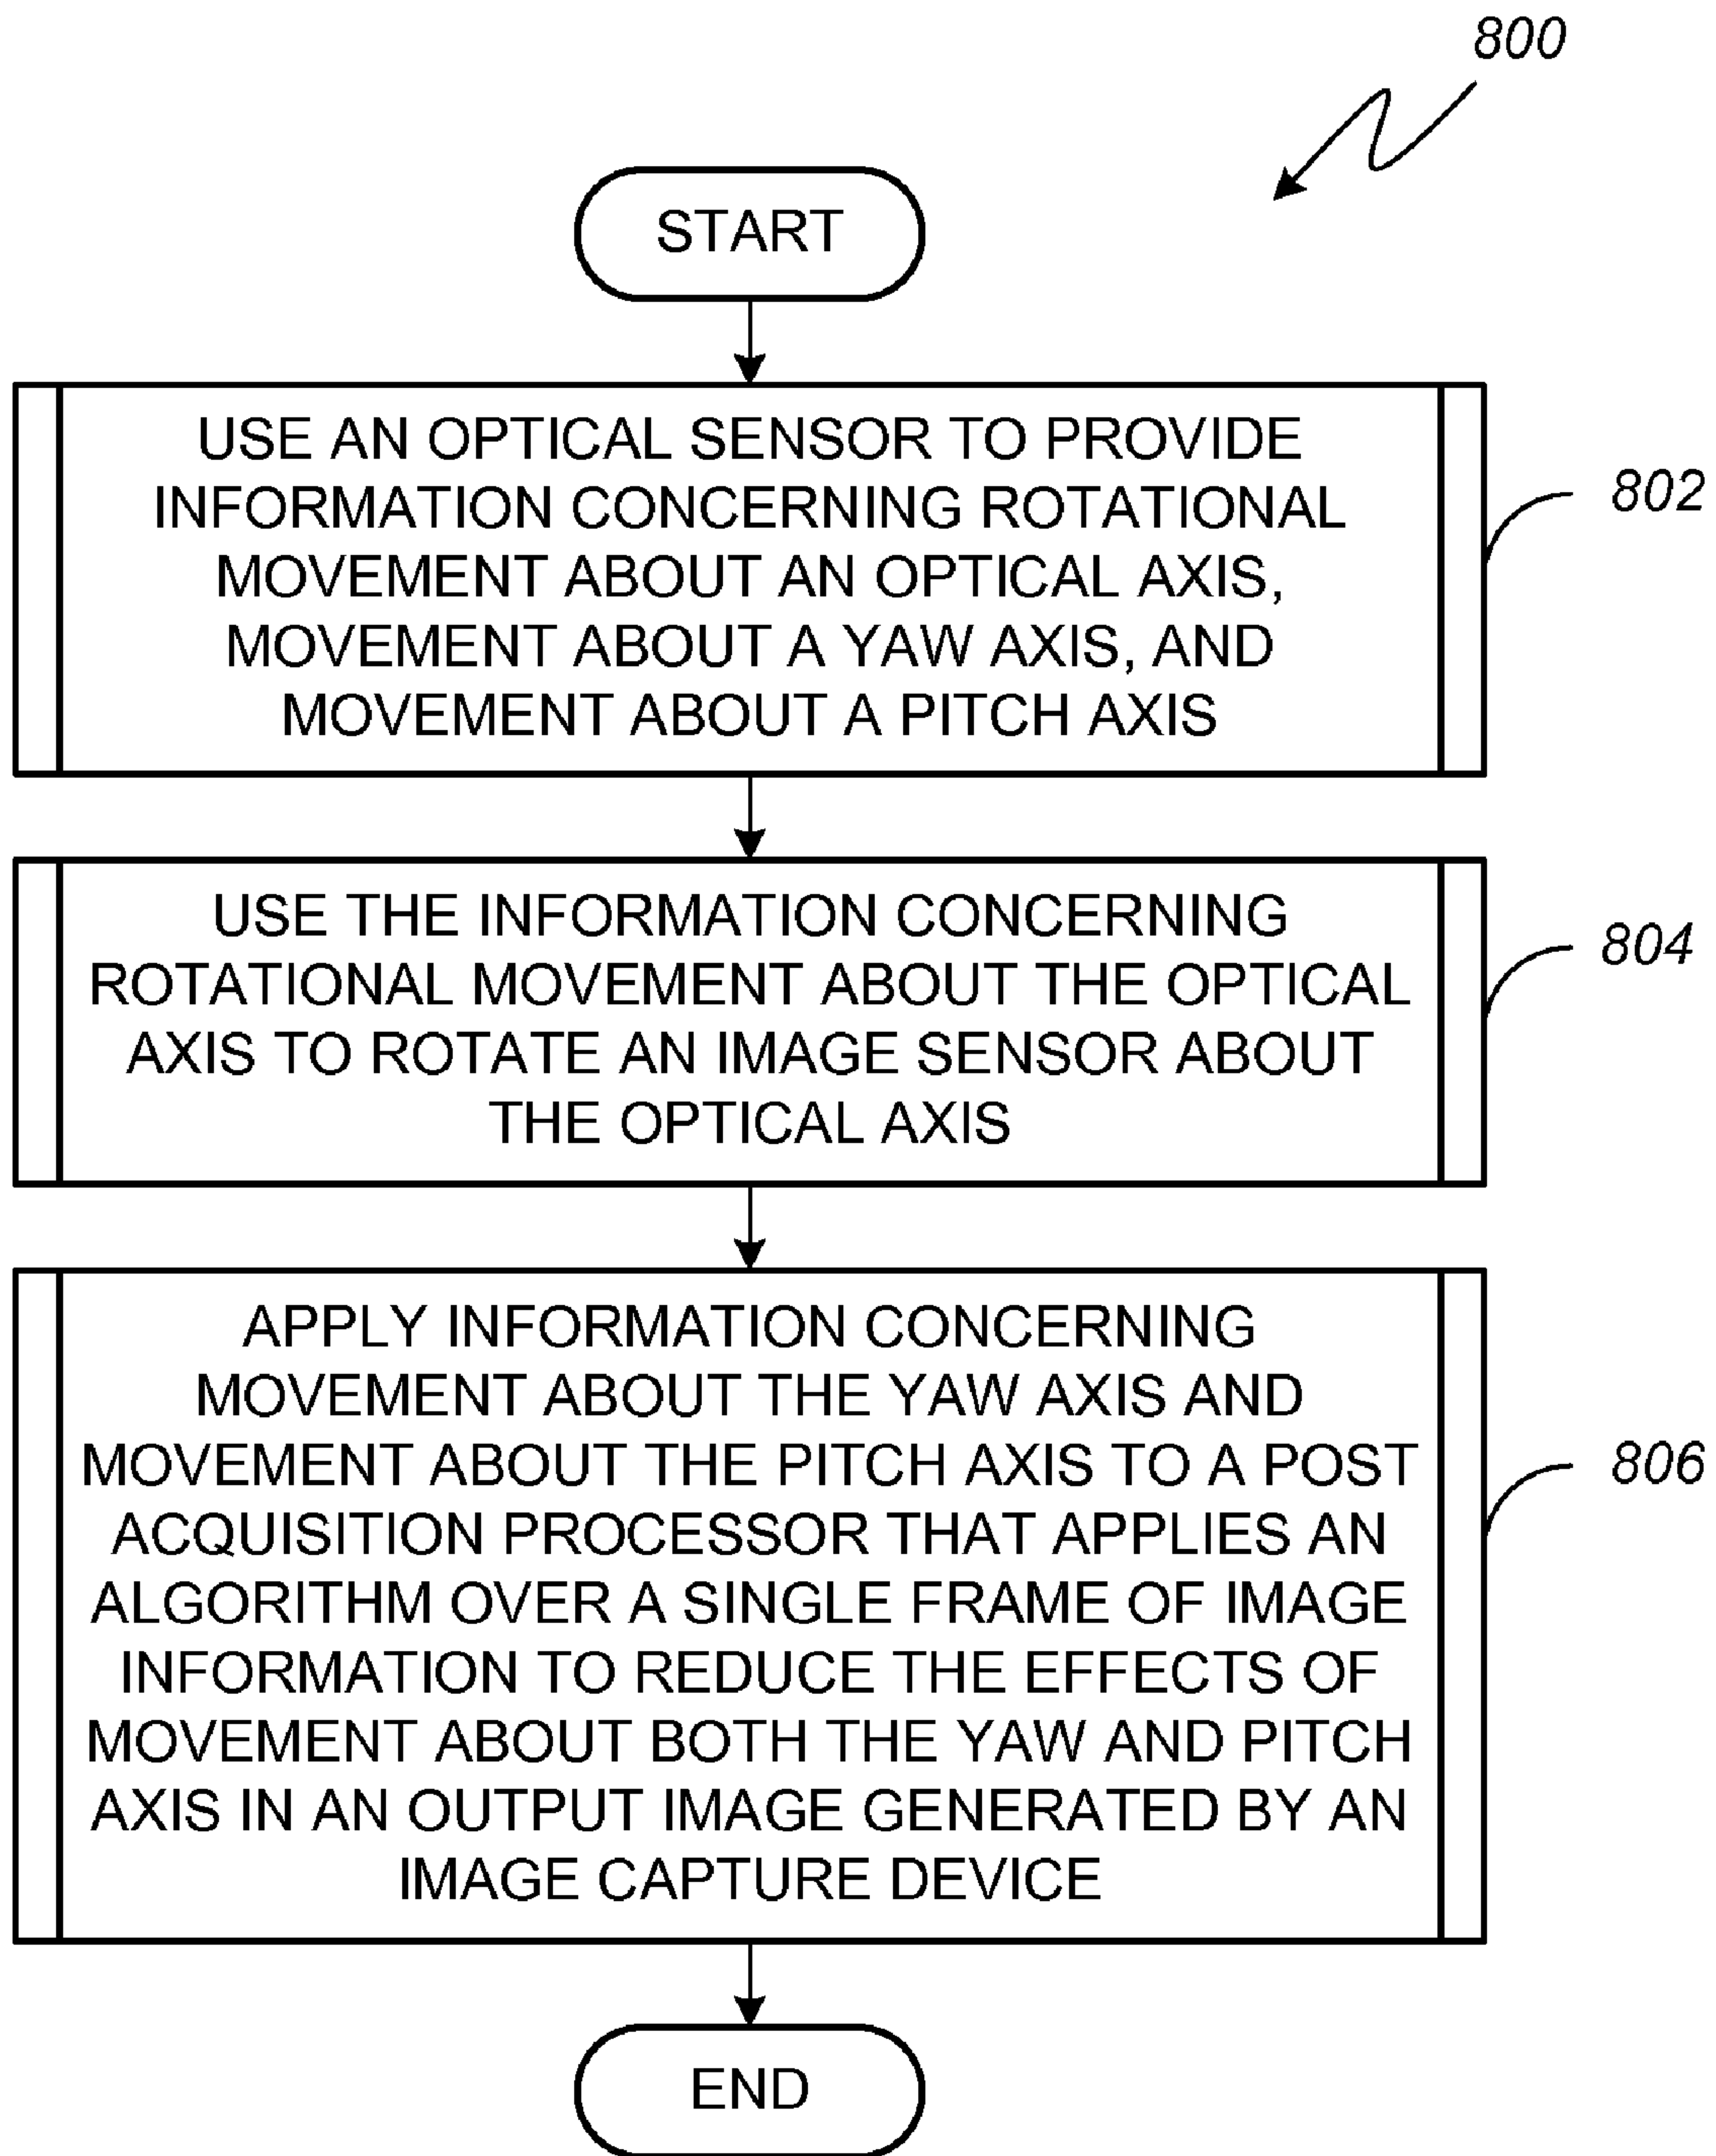 800
START
USE AN OPTICAL SENSOR TO PROVIDE
INFORMATION CONCERNING ROTATIONAL
MOVEMENT ABOUT AN OPTICAL AXIS,
MOVEMENT ABOUT A YAW AXIS, AND
MOVEMENT ABOUT A PITCH AXIS
802
USE THE INFORMATION CONCERNING
ROTATIONAL MOVEMENT ABOUT THE OPTICAL
AXIS TO ROTATE AN IMAGE SENSOR ABOUT
THE OPTICAL AXIS
804
APPLY INFORMATION CONCERNING
MOVEMENT ABOUT THE YAW AXIS AND
MOVEMENT ABOUT THE PITCH AXIS TO A POST
ACQUISITION PROCESSOR THAT APPLIES AN
ALGORITHM OVER A SINGLE FRAME OF IMAGE
INFORMATION TO REDUCE THE EFFECTS OF
MOVEMENT ABOUT BOTH THE YAW AND PITCH
AXIS IN AN OUTPUT IMAGE GENERATED BY AN
IMAGE CAPTURE DEVICE
806
END